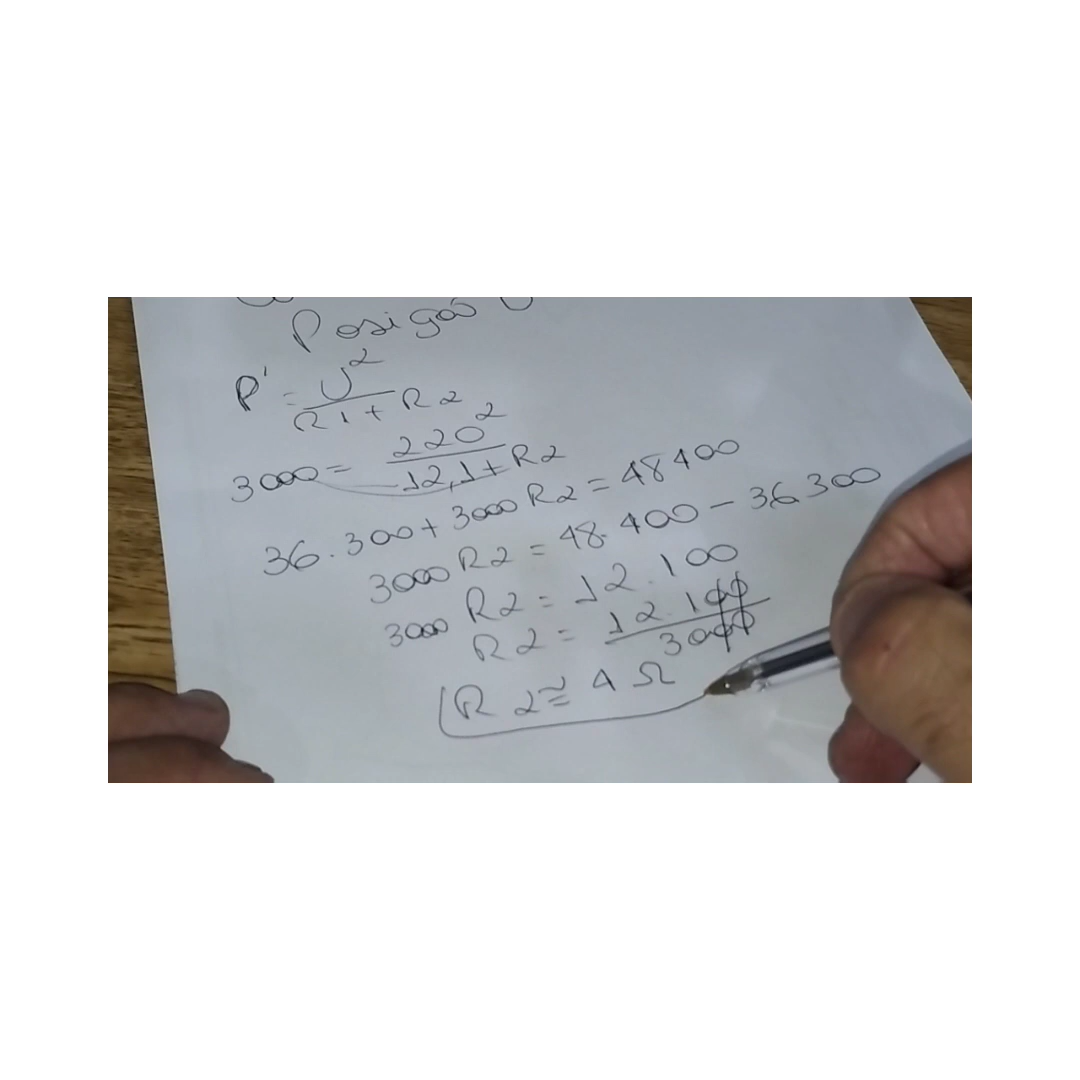 Posição
P' = U²
R1 + R2
3000 = 220²
12,1 + R2
36.300 + 3000 R2 = 48400
3000 R2 = 48.400 - 36.300
3000 R2 = 12.100
R2 = 12.100
3000
R2 ≅ 4 Ω